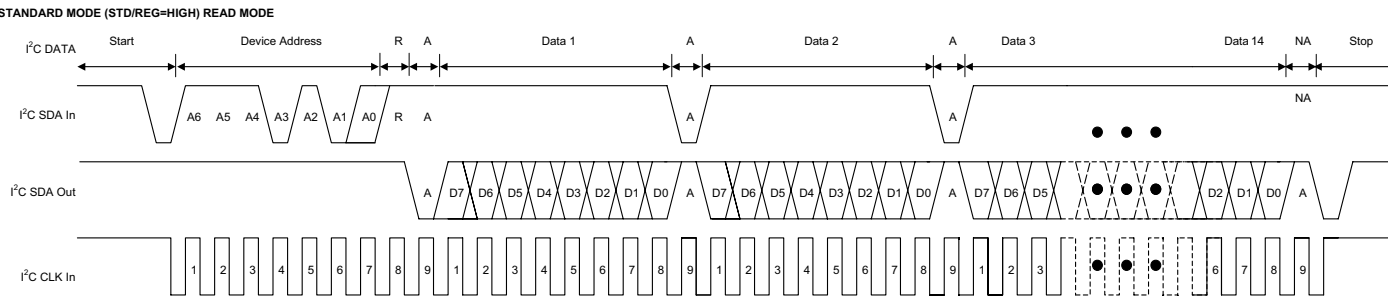 STANDARD MODE (STD/REG=HIGH) READ MODE
I²C DATA Start Device Address R A Data 1 A Data 2 A Data 3 Data 14 NA Stop
I²C SDA In A6 A5 A4 A3 A2 A1 A0 R A A A NA
I²C SDA Out A D7 D6 D5 D4 D3 D2 D1 D0 A D7 D6 D5 D4 D3 D2 D1 D0 A D7 D6 D5 D2 D1 D0 A
I²C CLK In 1 2 3 4 5 6 7 8 9 1 2 3 4 5 6 7 8 9 1 2 3 4 5 6 7 8 9 1 2 3 6 7 8 9